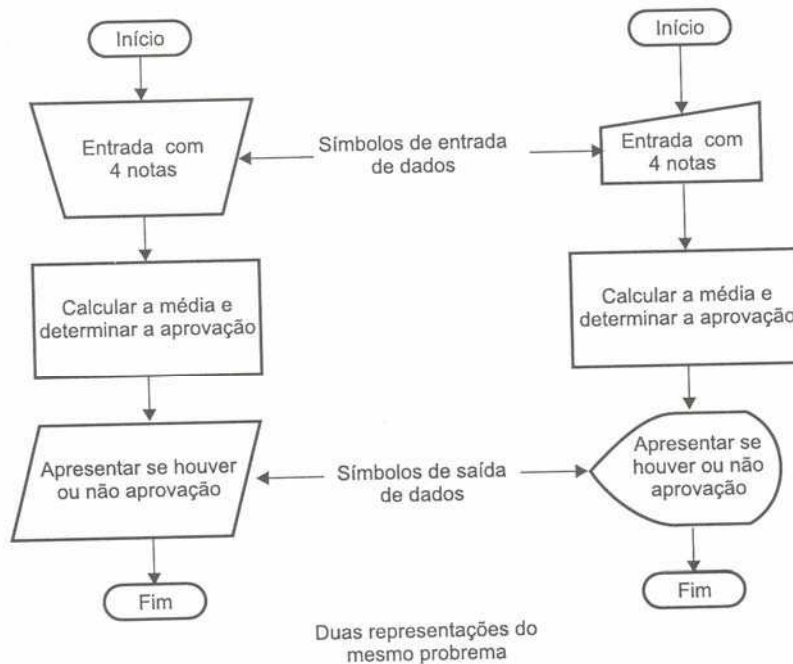 Início
Início
Entrada com
4 notas
Símbolos de entrada
de dados
Entrada com
4 notas
Calcular a média e
determinar a aprovação
Calcular a média e
determinar a aprovação
Apresentar se houver
ou não aprovação
Símbolos de saída
de dados
Apresentar se
houver ou não
aprovação
Fim
Fim
Duas representações do
mesmo probrema